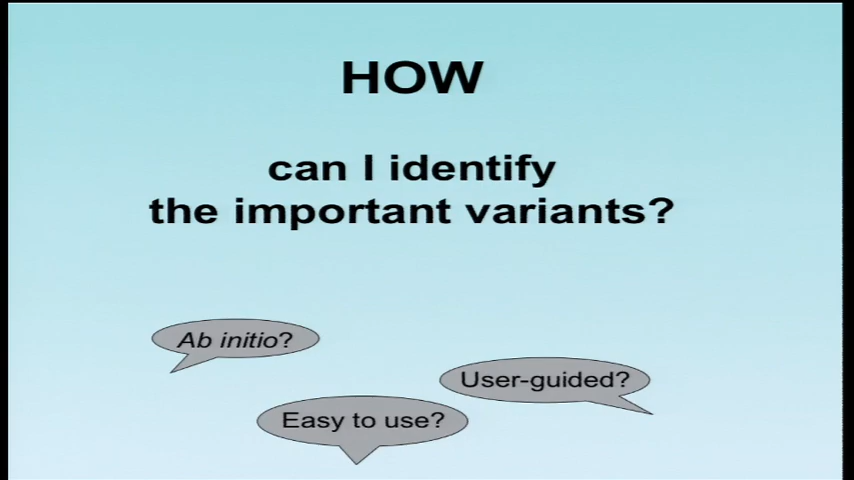 HOW
can I identify
the important variants?
Ab initio?
User-guided?
Easy to use?